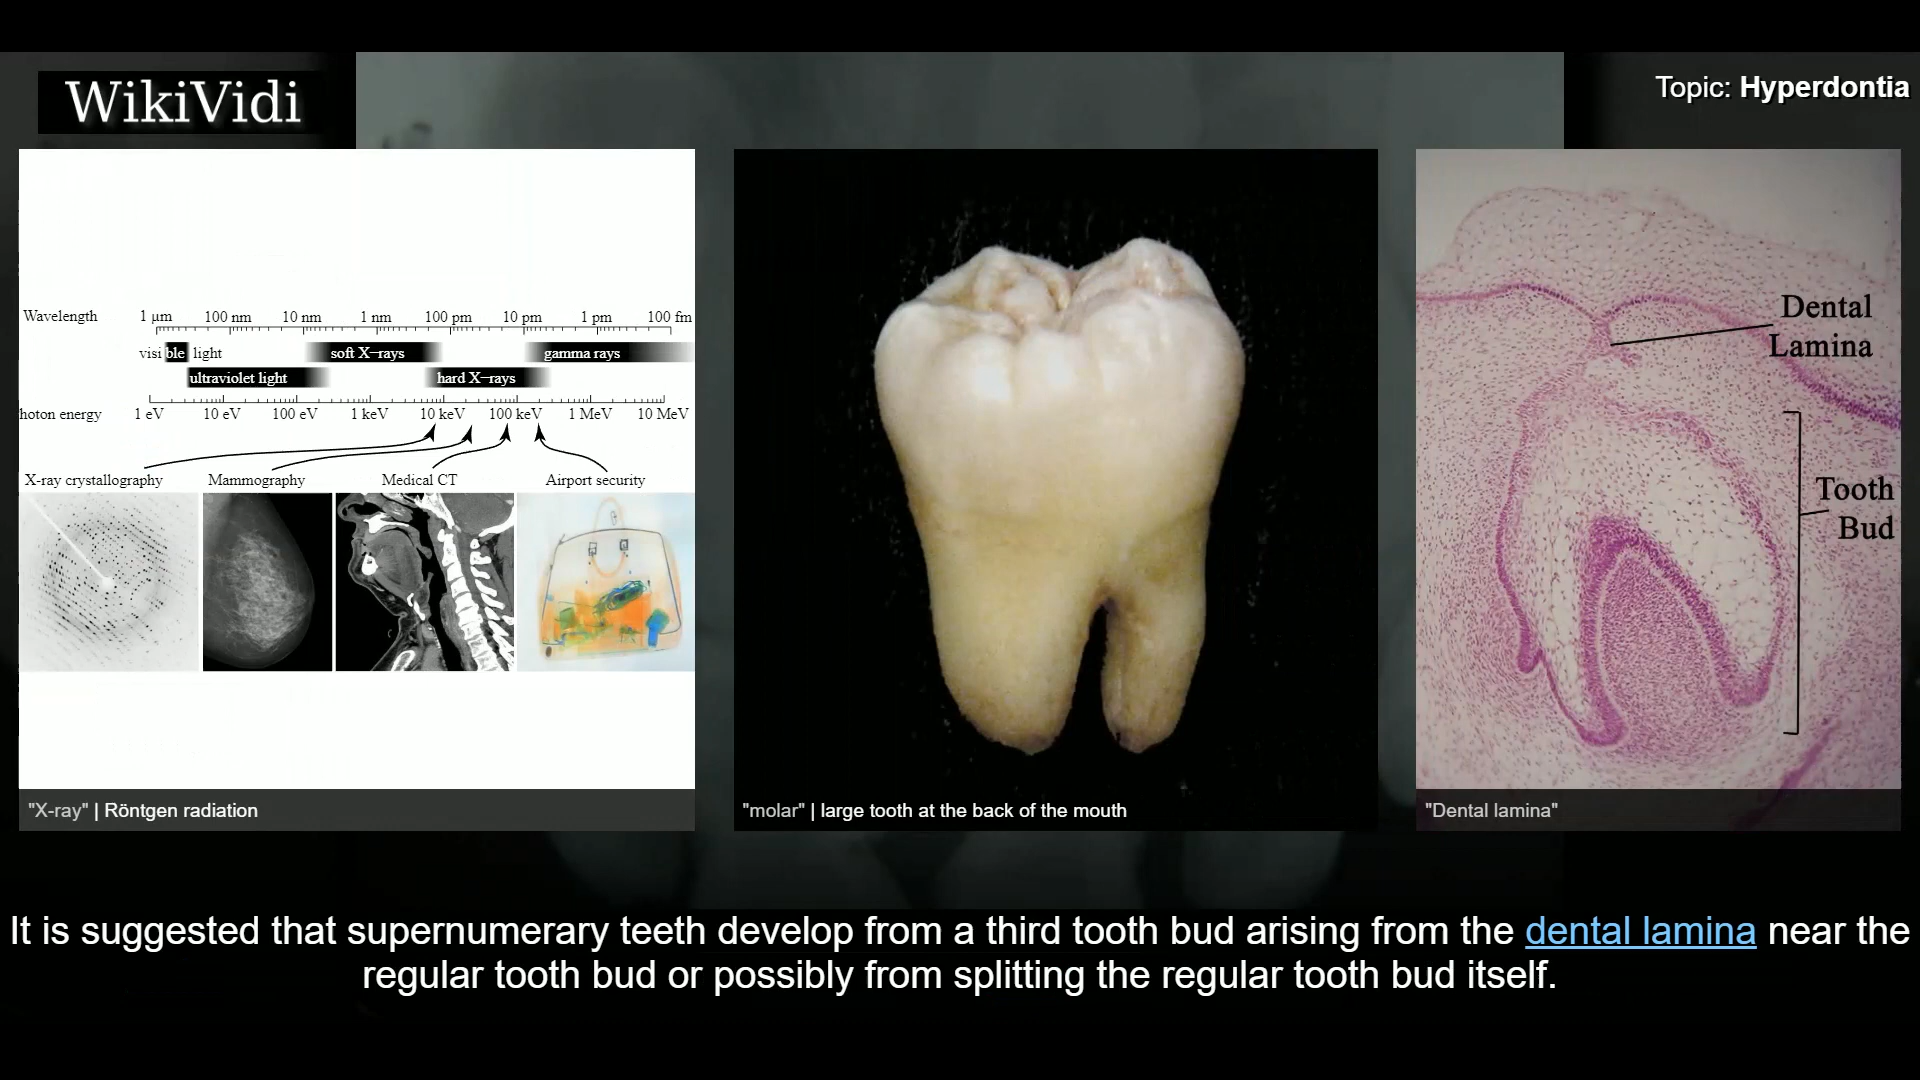 WikiVidi
Topic: Hyperdontia
Wavelength 1 µm 100 nm 10 nm 1 nm 100 pm 10 pm 1 pm 100 fm
visible light soft X−rays gamma rays
ultraviolet light hard X−rays
hoton energy 1 eV 10 eV 100 eV 1 keV 10 keV 100 keV 1 MeV 10 MeV
X-ray crystallography Mammography Medical CT Airport security
"X-ray" | Röntgen radiation
"molar" | large tooth at the back of the mouth
Dental
Lamina
Tooth
Bud
"Dental lamina"
It is suggested that supernumerary teeth develop from a third tooth bud arising from the dental lamina near the
regular tooth bud or possibly from splitting the regular tooth bud itself.